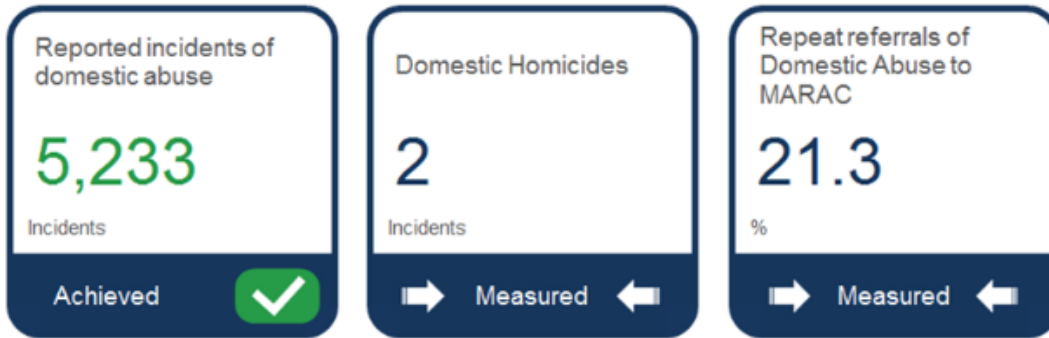 Reported incidents of
domestic abuse
5,233
Incidents
Achieved
Domestic Homicides
2
Incidents
Measured
Repeat referrals of
Domestic Abuse to
MARAC
21.3
%
Measured